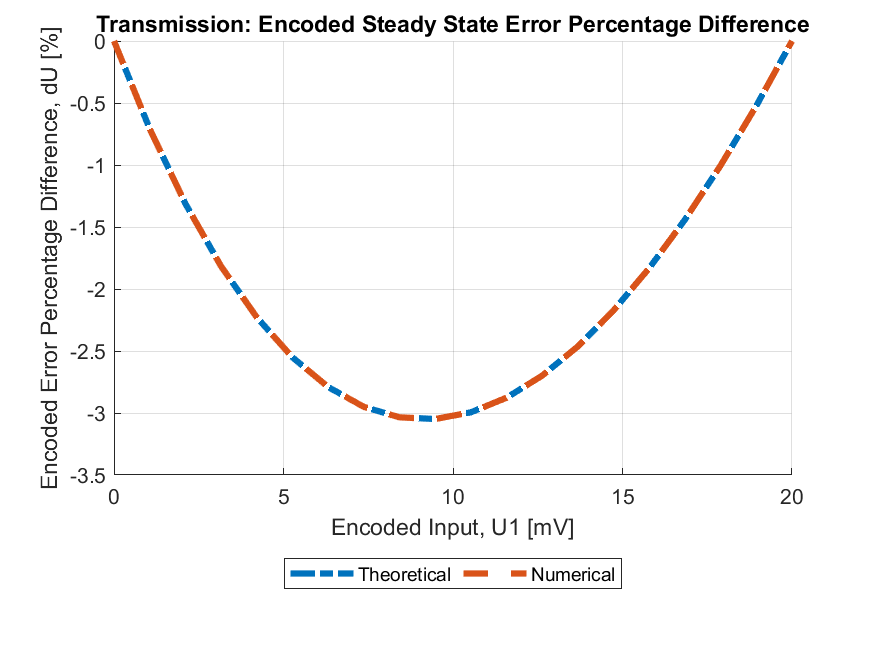 Transmission: Encoded Steady State Error Percentage Difference
Encoded Error Percentage Difference, dU [%]
0
-0.5
-1
-1.5
-2
-2.5
-3
-3.5
0 5 10 15 20
Encoded Input, U1 [mV]
Theoretical Numerical